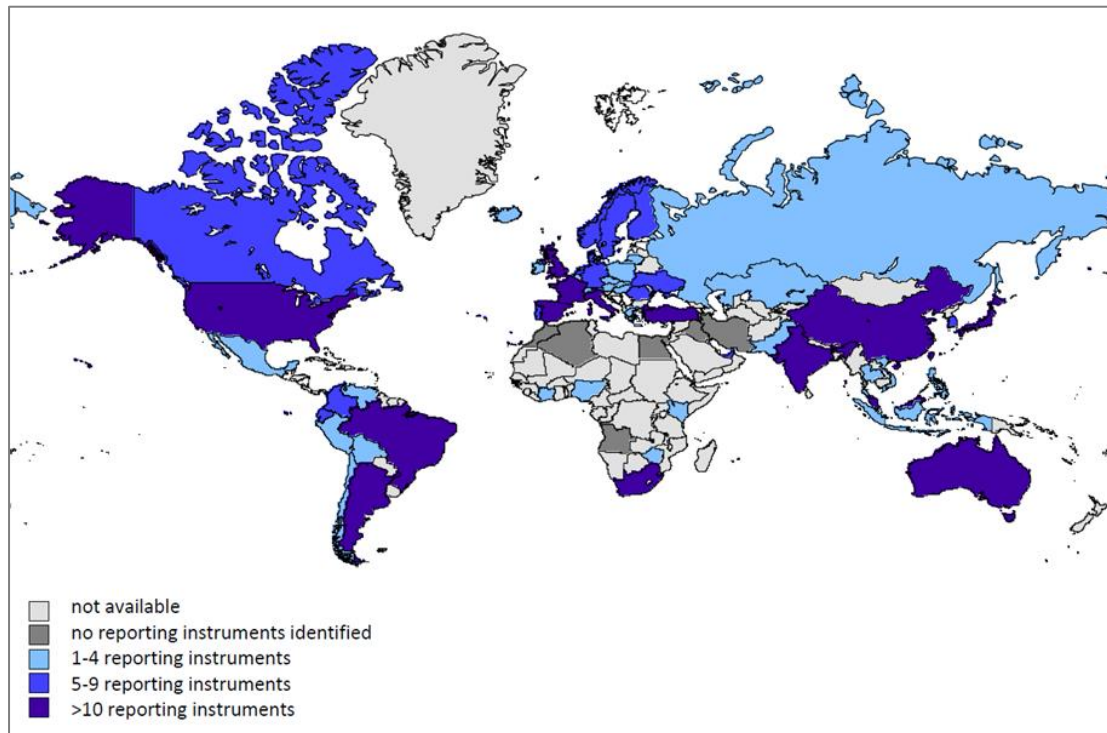 not available
no reporting instruments identified
1-4 reporting instruments
5-9 reporting instruments
>10 reporting instruments